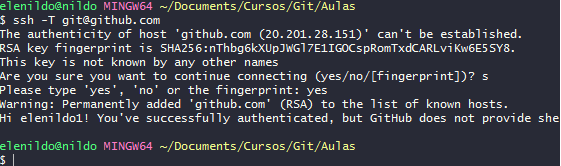 elenildo@nildo MINGW64 ~/Documents/Cursos/Git/Aulas
$ ssh -T git@github.com
The authenticity of host 'github.com (20.201.28.151)' can't be established.
RSA key fingerprint is SHA256:nThbg6kXUpJWGl7E1IGOCspRomTxdCARLviKw6E5SY8.
This key is not known by any other names
Are you sure you want to continue connecting (yes/no/[fingerprint])? s
Please type 'yes', 'no' or the fingerprint: yes
Warning: Permanently added 'github.com' (RSA) to the list of known hosts.
Hi elenildo1! You've successfully authenticated, but GitHub does not provide she
elenildo@nildo MINGW64 ~/Documents/Cursos/Git/Aulas
$